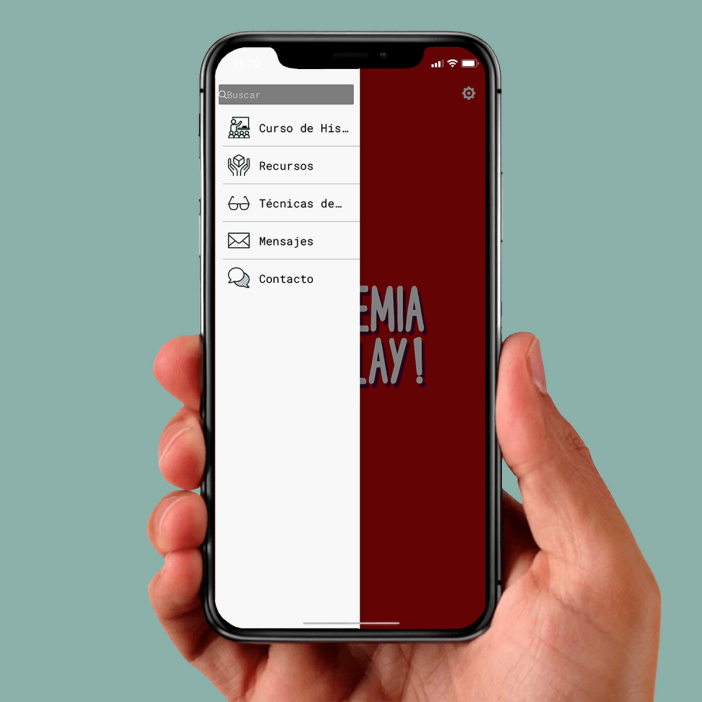 Buscar
Curso de His…
Recursos
Técnicas de…
Mensajes
Contacto
EMIA
LAY!